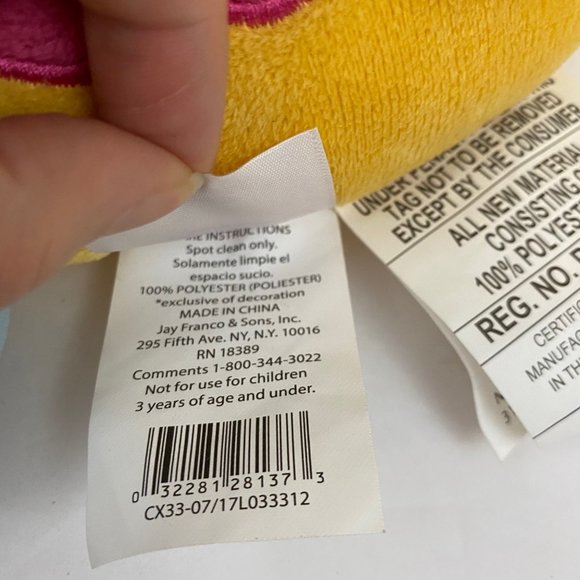 INSTRUCTIONS
Spot clean only.
Solamente limpie el
espacio sucio.
100% POLYESTER (POLIESTER)
*exclusive of decoration
MADE IN CHINA
Jay Franco & Sons, Inc.
295 Fifth Ave. NY, N.Y. 10016
RN 18389
Comments 1-800-344-3022
Not for use for children
3 years of age and under.
0 32281 28137 3
CX33-07/17L033312
UNDER
TAG NOT TO BE REMOVED
EXCEPT BY THE CONSUMER
ALL NEW MATERIAL
CONSISTING
100% POLYES
REG. NO.
CERTIFI
MANUFAC
IN TH